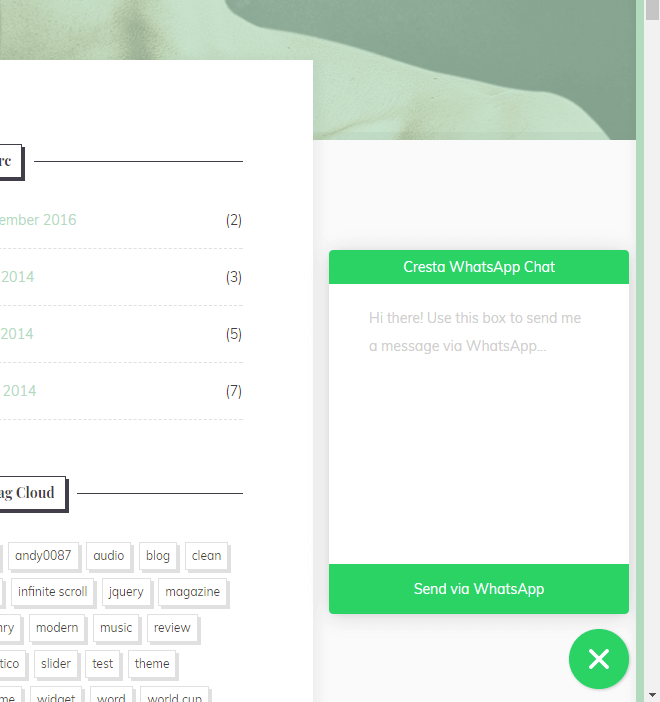 rc
ember 2016 (2)
2014 (3)
2014 (5)
2014 (7)
ag Cloud
andy0087 audio blog clean
infinite scroll jquery magazine
nry modern music review
tico slider test theme
me widget word world cup
Cresta WhatsApp Chat
Hi there! Use this box to send me
a message via WhatsApp...
Send via WhatsApp